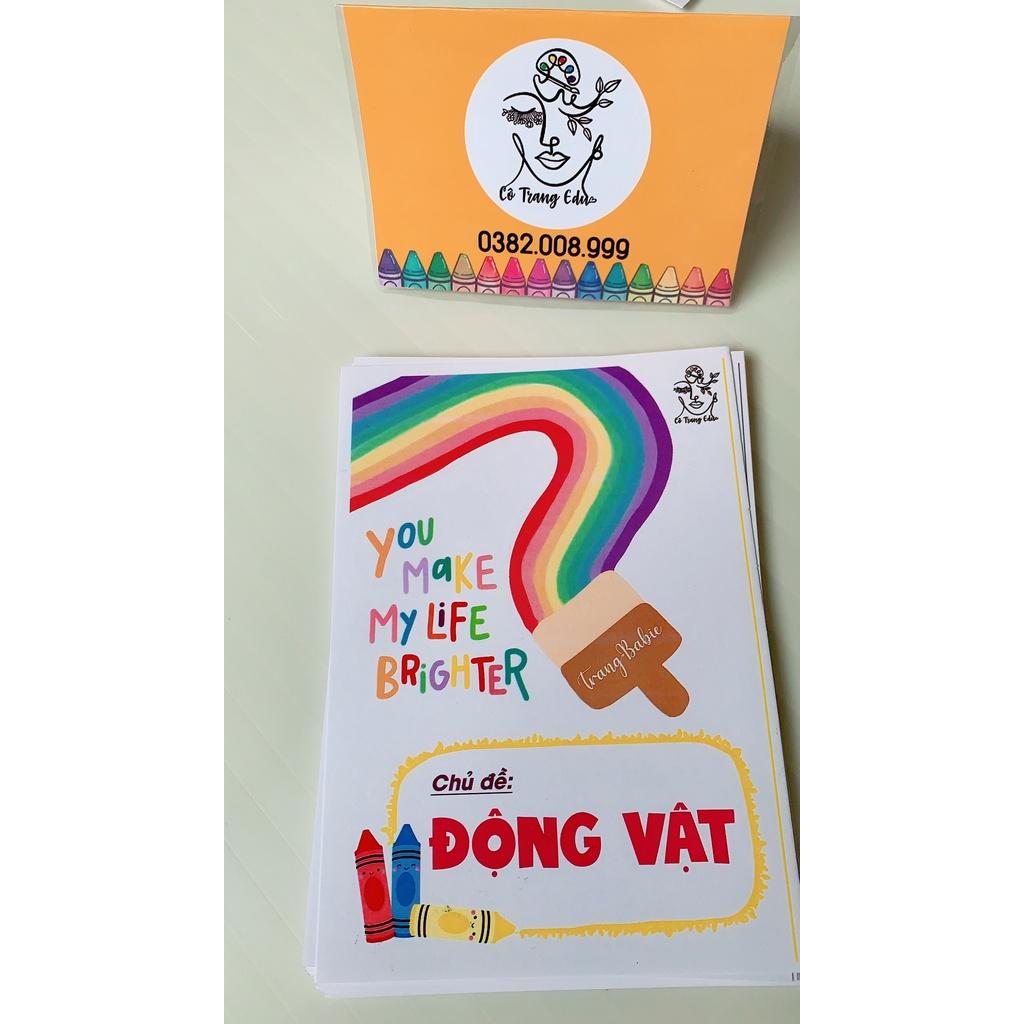 Cô Trang Edu
0382.008.999
Cô Trang Edu
YOU
MaKE
MY LiFE
BRiGHTER
Trang-Babie
Chủ đề:
ĐỘNG VẬT